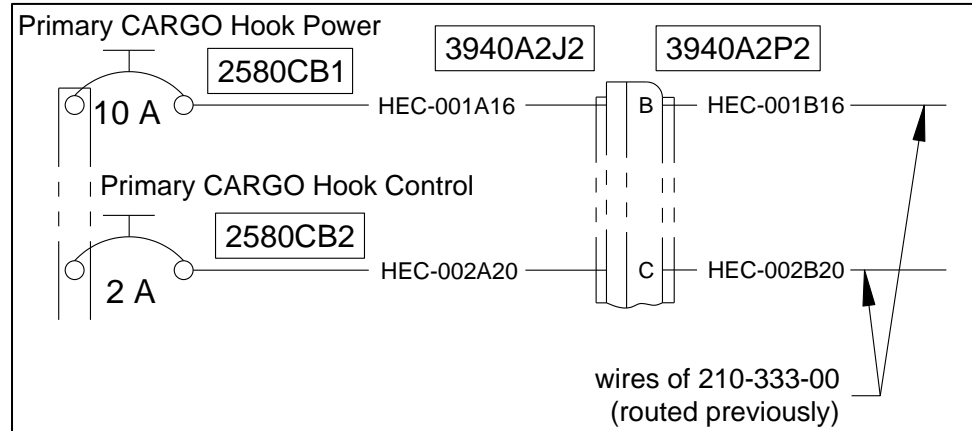 Primary CARGO Hook Power
2580CB1
3940A2J2
3940A2P2
10 A
HEC-001A16
B
HEC-001B16
Primary CARGO Hook Control
2580CB2
2 A
HEC-002A20
C
HEC-002B20
wires of 210-333-00
(routed previously)